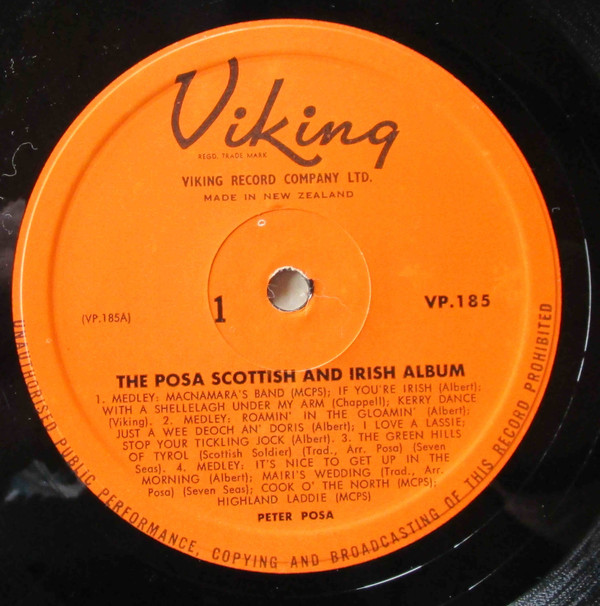 Viking
REGD. TRADE MARK
VIKING RECORD COMPANY LTD.
MADE IN NEW ZEALAND
1
VP.185
(VP.185A)
THE POSA SCOTTISH AND IRISH ALBUM
1. MEDLEY: MACNAMARA'S BAND (MCPS); IF YOU'RE IRISH (Albert);
WITH A SHELLELAGH UNDER MY ARM (Chappell); KERRY DANCE
(Viking). 2. MEDLEY: ROAMIN' IN THE GLOAMIN' (Albert);
JUST A WEE DEOCH AN' DORIS (Albert); I LOVE A LASSIE;
STOP YOUR TICKLING JOCK (Albert). 3. THE GREEN HILLS
OF TYROL (Scottish Soldier) (Trad., Arr. Posa) (Seven
Seas). 4. MEDLEY: IT'S NICE TO GET UP IN THE
MORNING (Albert); MAIRI'S WEDDING (Trad., Arr.
Posa) (Seven Seas); COOK O' THE NORTH (MCPS);
HIGHLAND LADDIE (MCPS)
PETER POSA
UNAUTHORISED PUBLIC PERFORMANCE, COPYING AND BROADCASTING OF THIS RECORD PROHIBITED